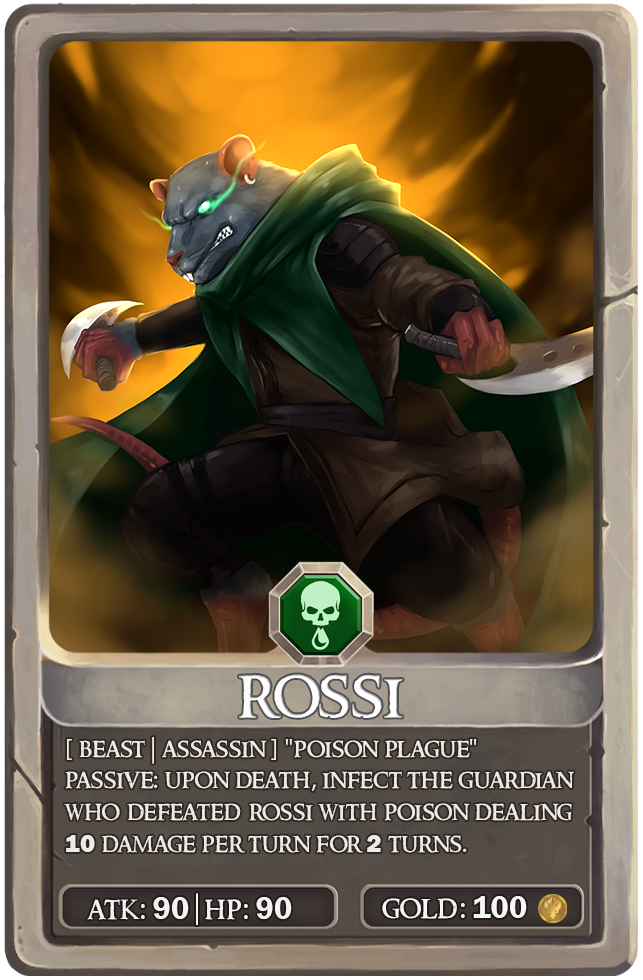 ROSSI
[ BEAST | ASSASSIN ] "POISON PLAGUE"
PASSIVE: UPON DEATH, INFECT THE GUARDIAN
WHO DEFEATED ROSSI WITH POISON DEALING
10 DAMAGE PER TURN FOR 2 TURNS.
ATK: 90 | HP: 90 GOLD: 100